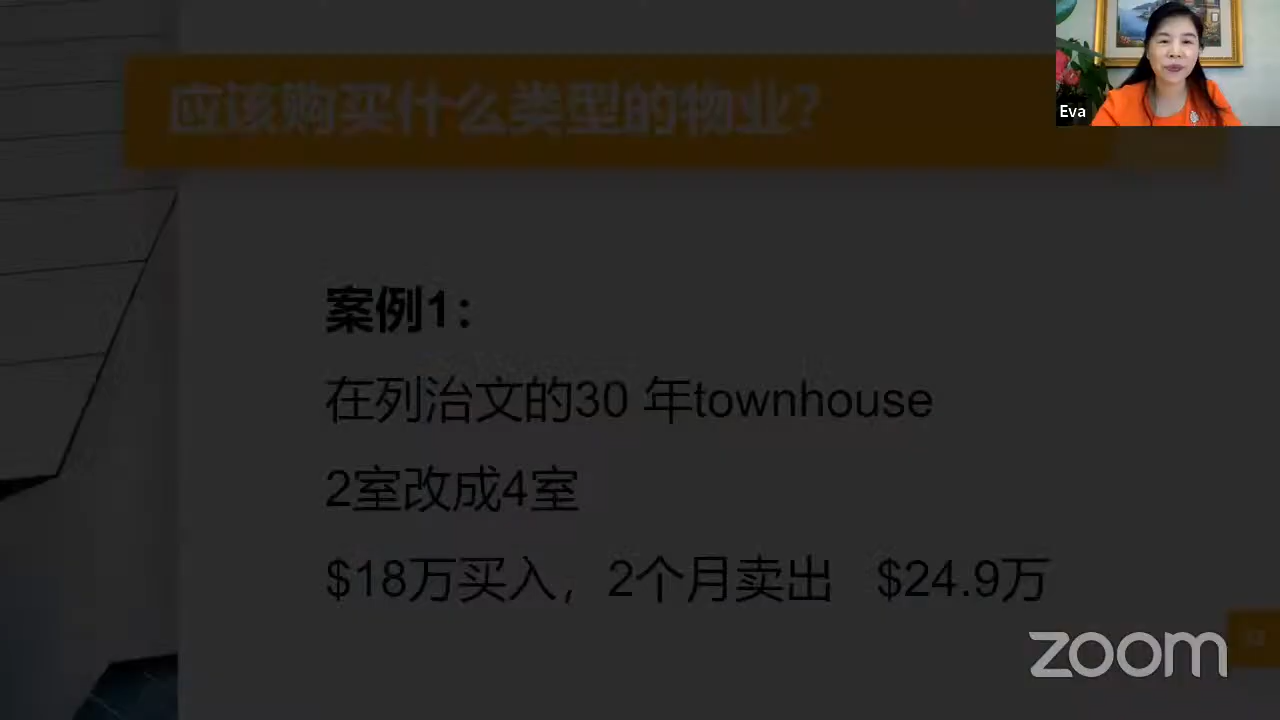 应该购买什么类型的物业?
Eva
案例1:
在列治文的30 年townhouse
2室改成4室
$18万买入，2个月卖出 $24.9万
zoom